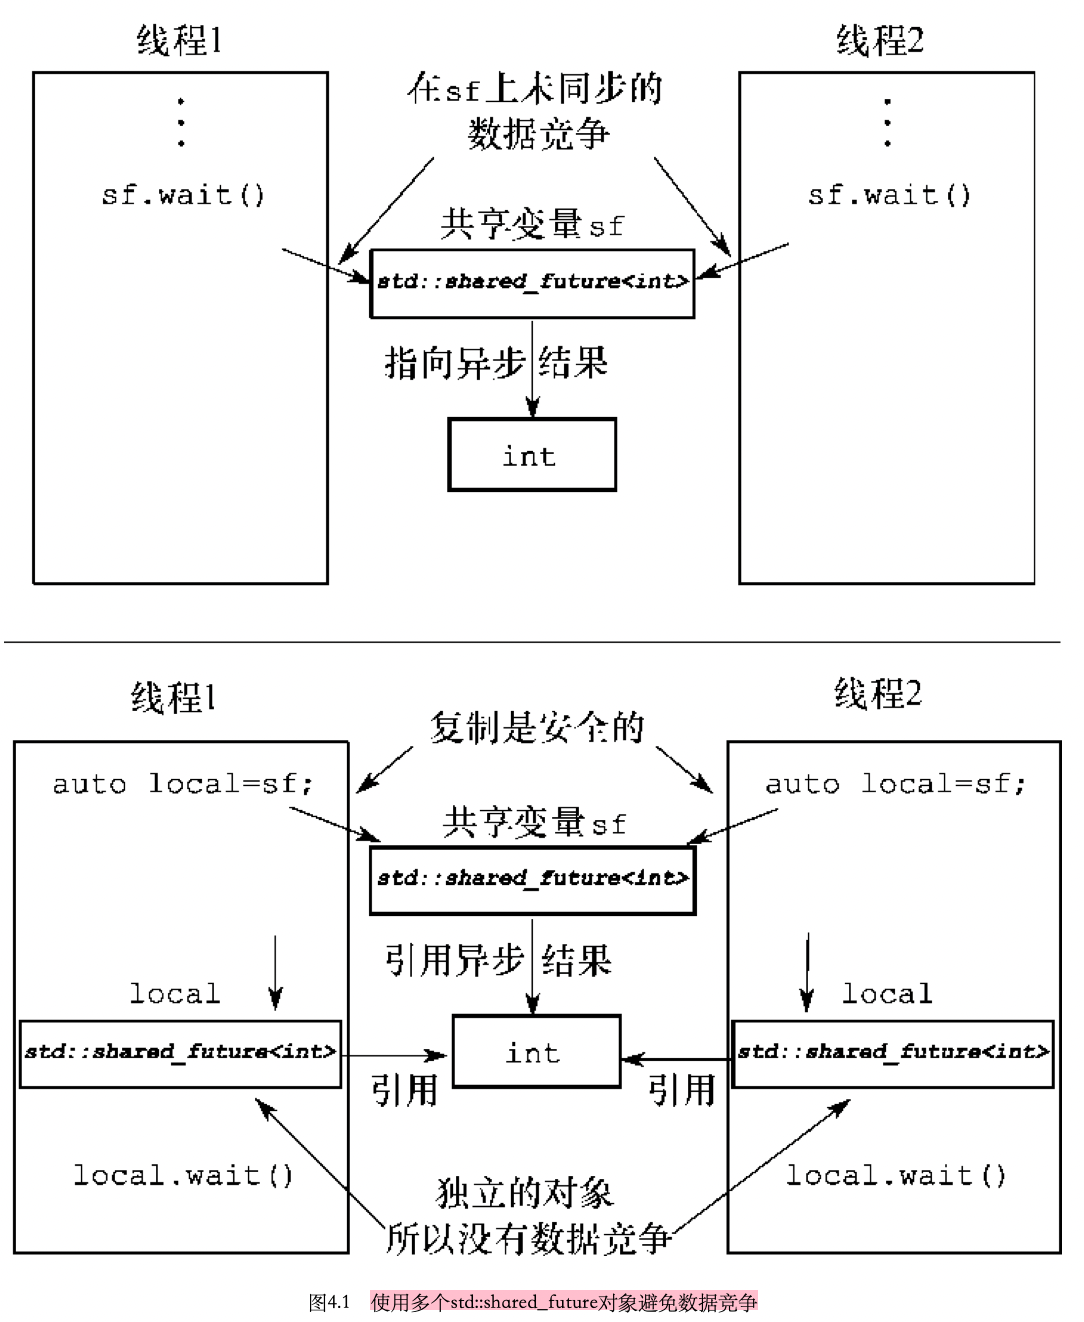 线程1
线程2
在sf上未同步的
数据竞争
sf.wait()
sf.wait()
共享变量sf
std::shared_future<int>
指向异步结果
int
线程1
线程2
复制是安全的
auto local=sf;
auto local=sf;
共享变量sf
std::shared_future<int>
引用异步结果
local
local
std::shared_future<int>
int
std::shared_future<int>
引用
引用
local.wait()
local.wait()
独立的对象
所以没有数据竞争
图4.1 使用多个std::shared_future对象避免数据竞争